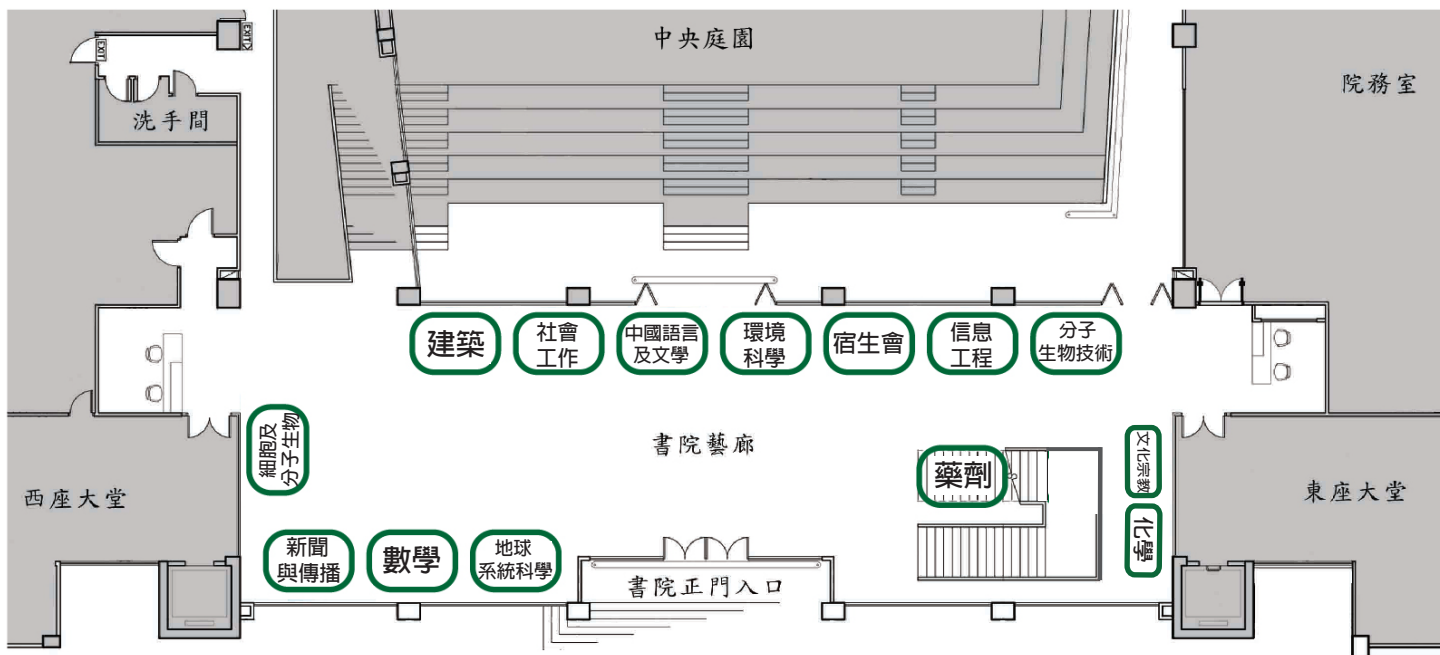 EXIT
EXIT
中央庭園
院務室
洗手間
建築
社會
工作
中國語言
及文學
環境
科學
宿生會
信息
工程
分子
生物技術
細胞及
分子生物
書院藝廊
文化宗教
藥劑
西座大堂
東座大堂
化學
新聞
與傳播
數學
地球
系統科學
書院正門入口